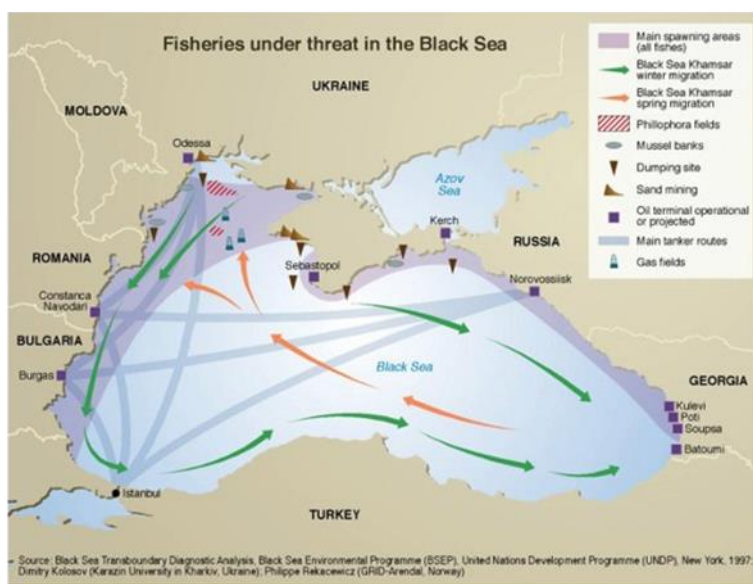 Fisheries under threat in the Black Sea
UKRAINE
MOLDOVA
Odessa
Azov
Sea
Kerch
ROMANIA
RUSSIA
Sebastopol
Norovossiisk
Constanca
Navodari
BULGARIA
Burgas
Black Sea
GEORGIA
Kulevi
Poti
Soupsa
Batoumi
Istanbul
TURKEY
Main spawning areas
(all fishes)
Black Sea Khamsar
winter migration
Black Sea Khamsar
spring migration
Phillophora fields
Mussel banks
Dumping site
Sand mining
Oil terminal operational
or projected
Main tanker routes
Gas fields
Source: Black Sea Transboundary Diagnostic Analysis, Black Sea Environmental Programme (BSEP), United Nations Development Programme (UNDP), New York, 1997;
Dimitry Kolosov (Karazin University in Kharkiv, Ukraine); Philippe Rekacewicz (GRID-Arendal, Norway)